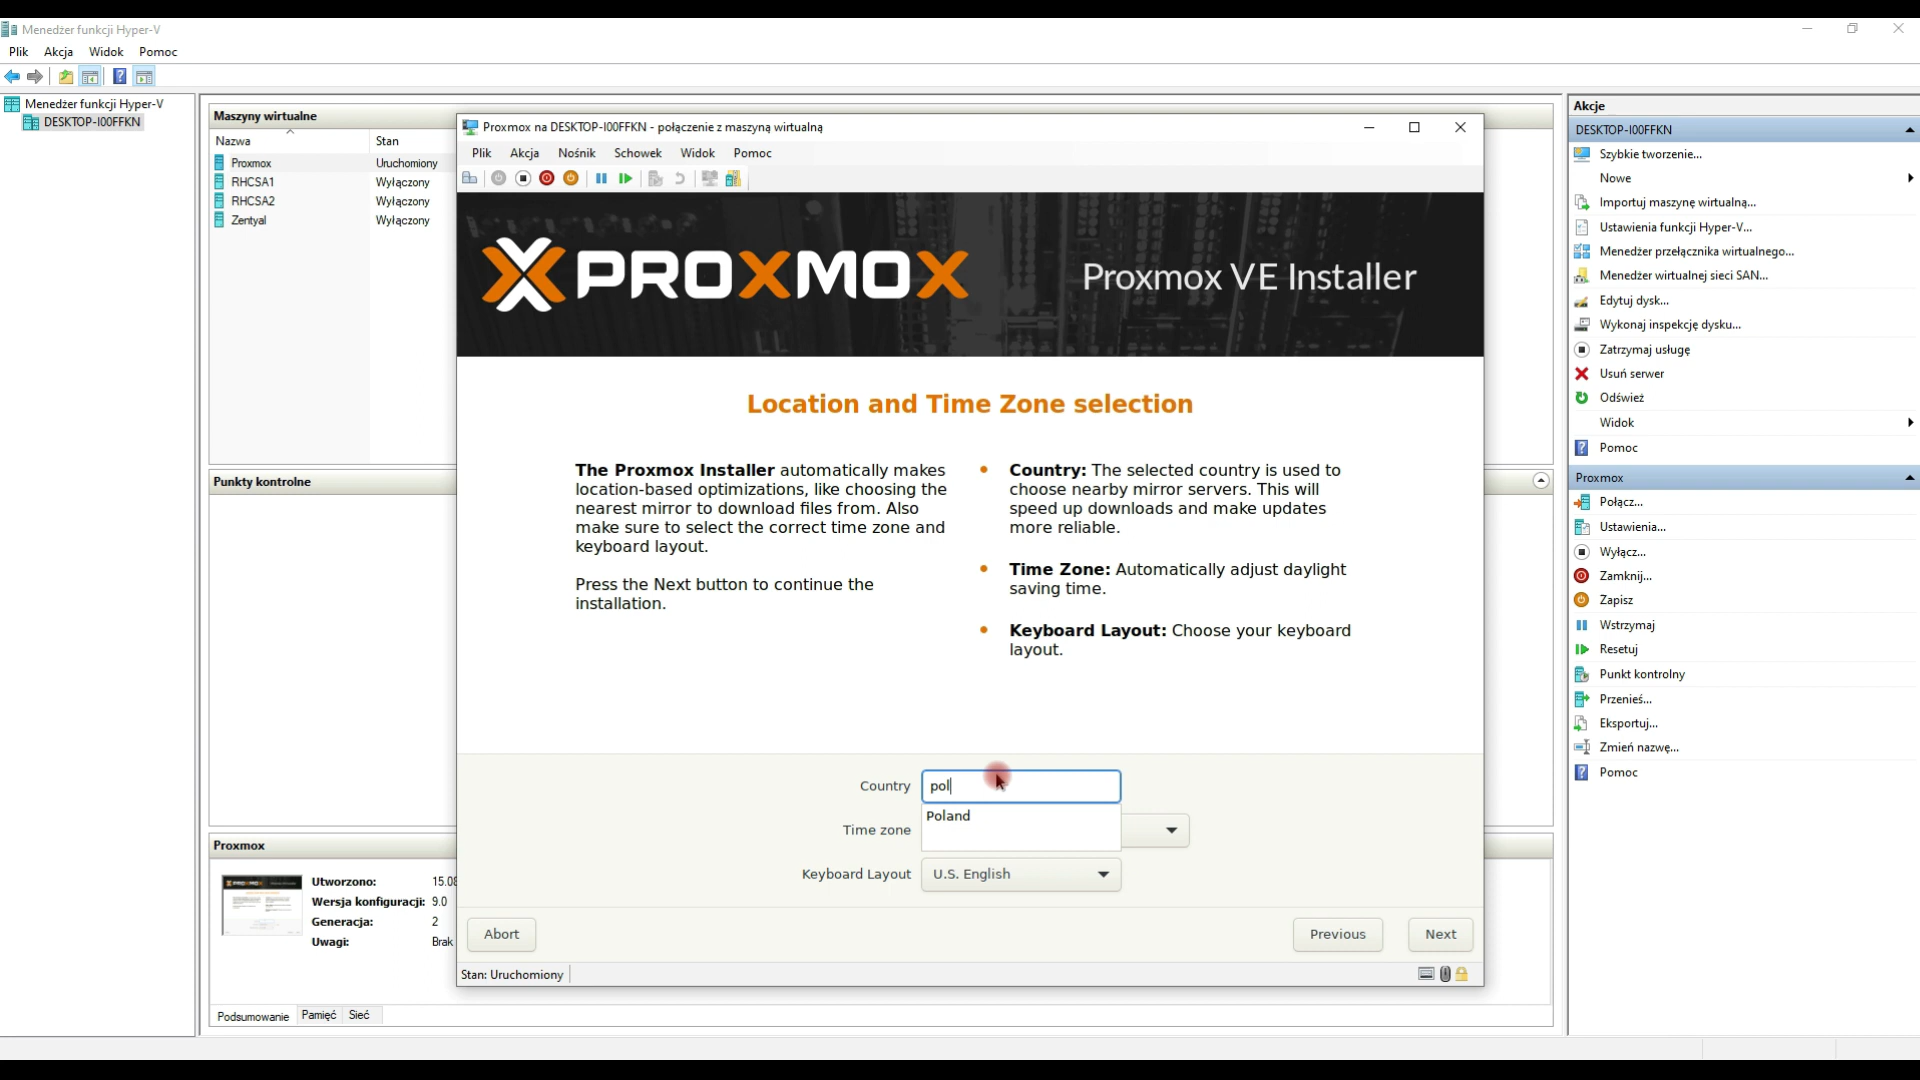 Menedżer funkcji Hyper-V
Plik Akcja Widok Pomoc
Menedżer funkcji Hyper-V
DESKTOP-I00FFKN
Maszyny wirtualne
Nazwa Stan
Proxmox Uruchomiony
RHCSA1 Wyłączony
RHCSA2 Wyłączony
Zentyal Wyłączony
Punkty kontrolne
Proxmox
Utworzono: 15.08
Wersja konfiguracji: 9.0
Generacja: 2
Uwagi: Brak
Podsumowanie Pamięć Sieć
Proxmox na DESKTOP-I00FFKN - połączenie z maszyną wirtualną
Plik Akcja Nośnik Schowek Widok Pomoc
PROXMOX Proxmox VE Installer
Location and Time Zone selection
The Proxmox Installer automatically makes
location-based optimizations, like choosing the
nearest mirror to download files from. Also
make sure to select the correct time zone and
keyboard layout.
Press the Next button to continue the
installation.
Country: The selected country is used to
choose nearby mirror servers. This will
speed up downloads and make updates
more reliable.
Time Zone: Automatically adjust daylight
saving time.
Keyboard Layout: Choose your keyboard
layout.
Country pol
Poland
Time zone
Keyboard Layout U.S. English
Abort Previous Next
Stan: Uruchomiony
Akcje
DESKTOP-I00FFKN
Szybkie tworzenie...
Nowe
Importuj maszynę wirtualną...
Ustawienia funkcji Hyper-V...
Menedżer przełącznika wirtualnego...
Menedżer wirtualnej sieci SAN...
Edytuj dysk...
Wykonaj inspekcję dysku...
Zatrzymaj usługę
Usuń serwer
Odśwież
Widok
Pomoc
Proxmox
Połącz...
Ustawienia...
Wyłącz...
Zamknij...
Zapisz
Wstrzymaj
Resetuj
Punkt kontrolny
Przenieś...
Eksportuj...
Zmień nazwę...
Pomoc